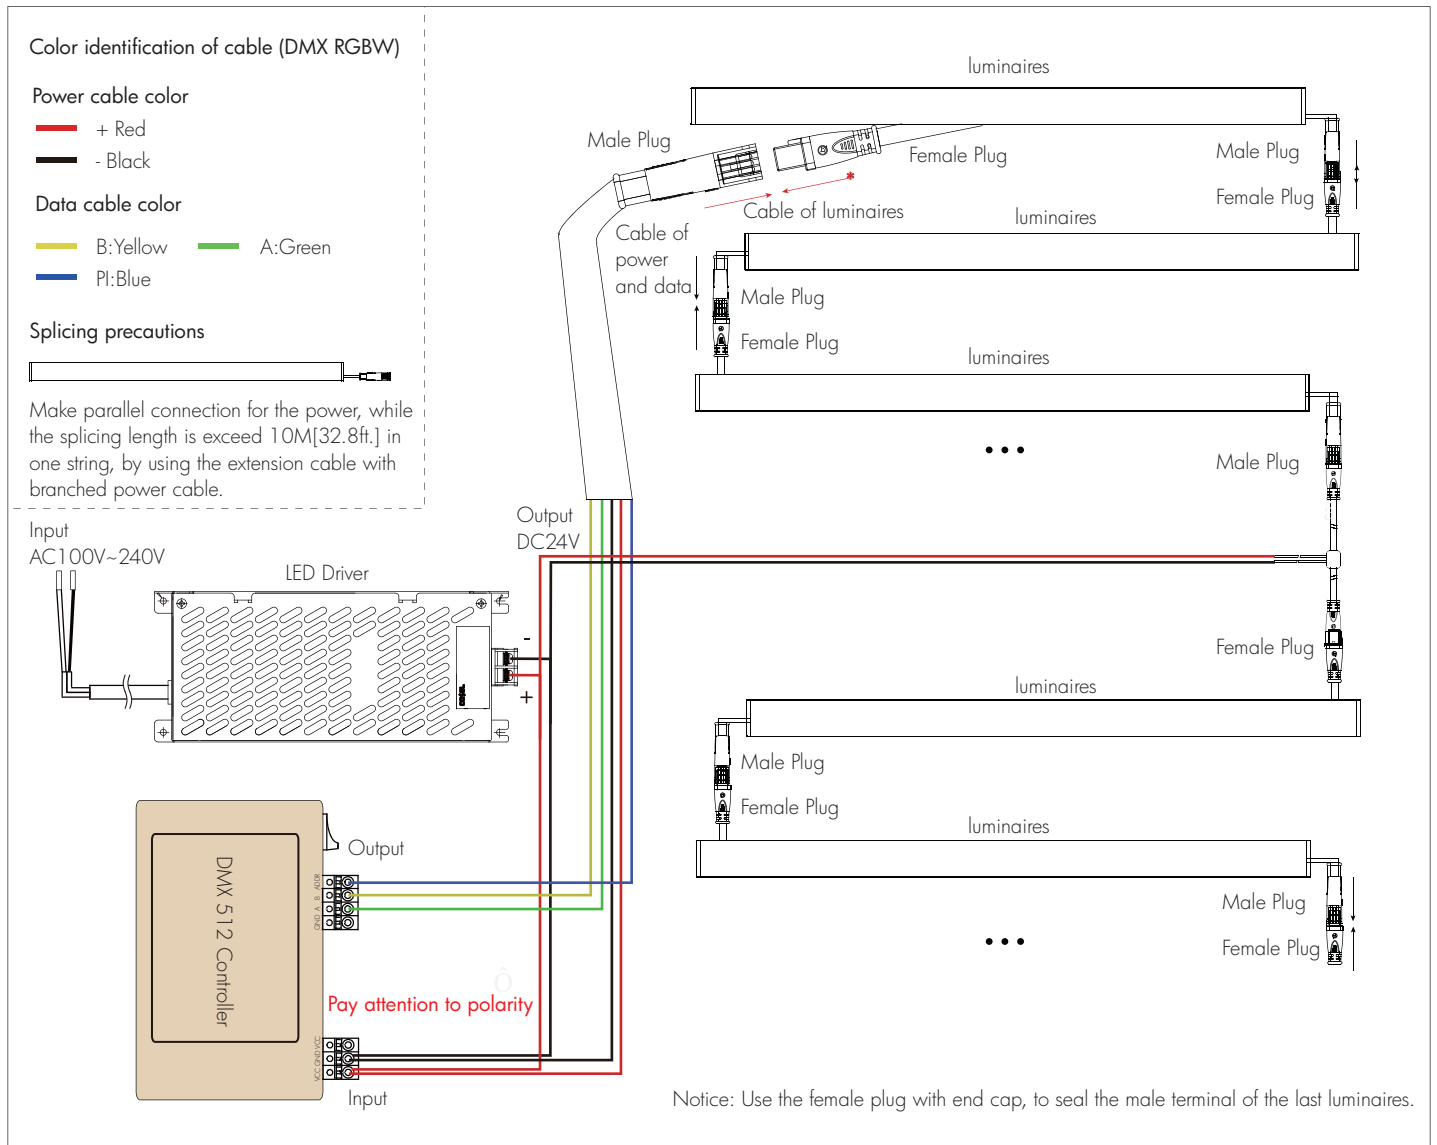 Color identification of cable (DMX RGBW)
Power cable color
+ Red
- Black
Data cable color
B:Yellow
A:Green
PI:Blue
Splicing precautions
Make parallel connection for the power, while
the splicing length is exceed 10M[32.8ft.] in
one string, by using the extension cable with
branched power cable.
luminaires
Male Plug
Female Plug
*
Cable of luminaires
Cable of
power
and data
Male Plug
Female Plug
luminaires
Male Plug
Female Plug
luminaires
•••
Male Plug
Input
AC100V~240V
Output
DC24V
LED Driver
-
+
Female Plug
luminaires
Male Plug
Female Plug
luminaires
Male Plug
Female Plug
•••
DMX 512 Controller
Output
ADDR
B
A
GND
Ô
Pay attention to polarity
VCC
GND
VCC
Input
Notice: Use the female plug with end cap, to seal the male terminal of the last luminaires.